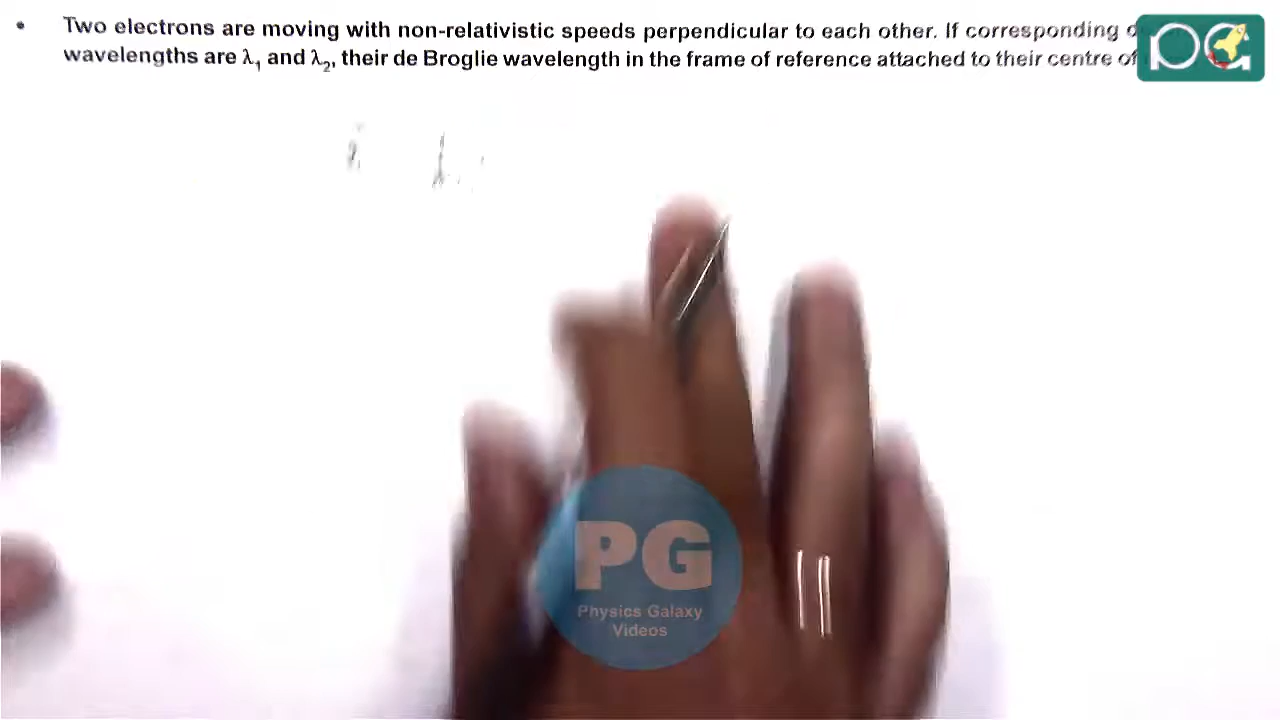 Two electrons are moving with non-relativistic speeds perpendicular to each other. If corresponding
wavelengths are λ₁ and λ₂, their de Broglie wavelength in the frame of reference attached to their centre of
PG
PG
Physics Galaxy
Videos